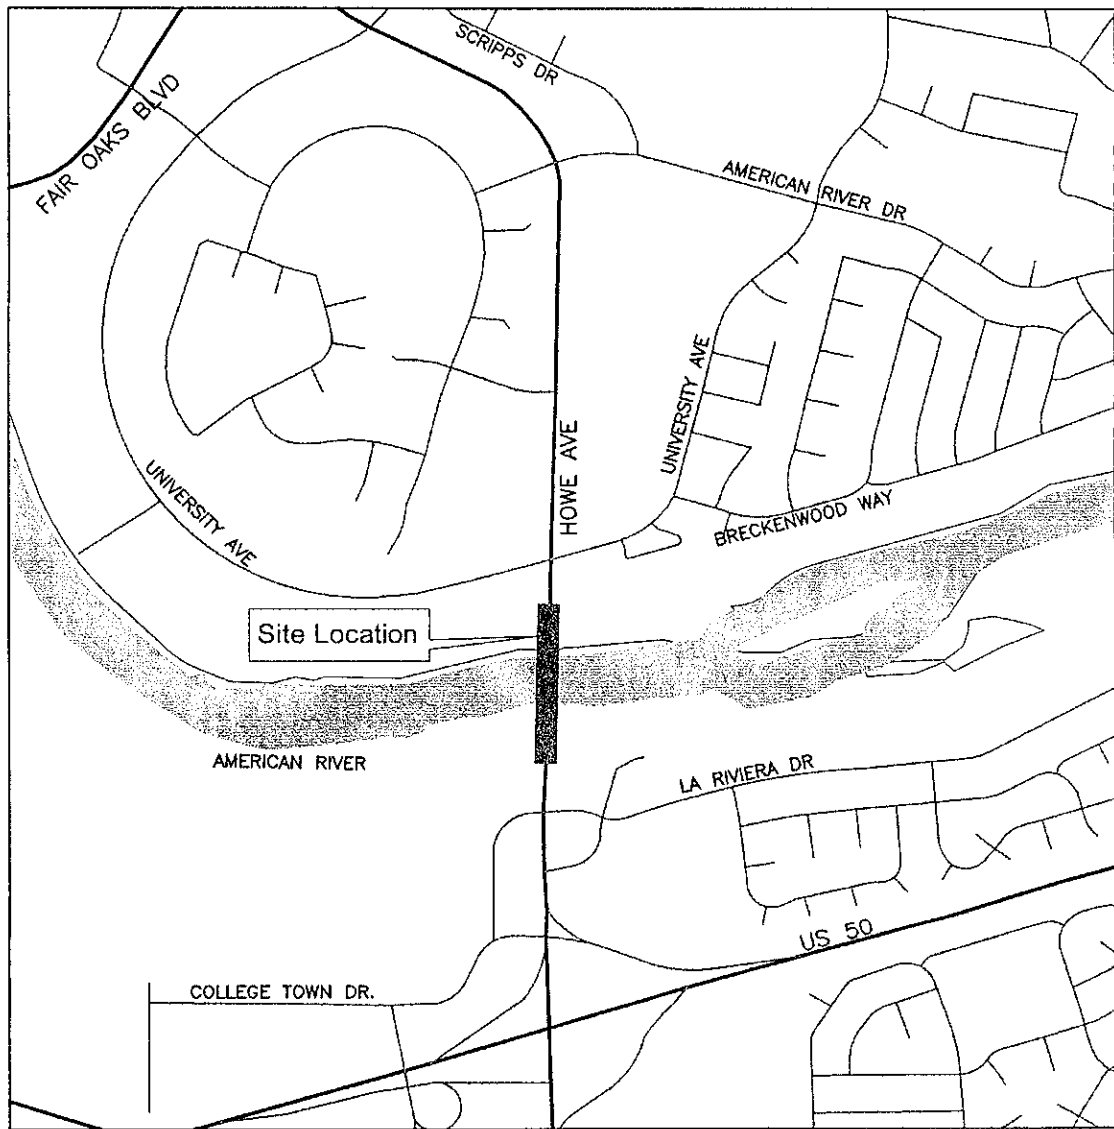 SCRIPPS DR
FAIR OAKS BLVD
AMERICAN RIVER DR
UNIVERSITY AVE
HOWE AVE
UNIVERSITY AVE
BRECKENWOOD WAY
Site Location
AMERICAN RIVER
LA RIVIERA DR
US 50
COLLEGE TOWN DR.